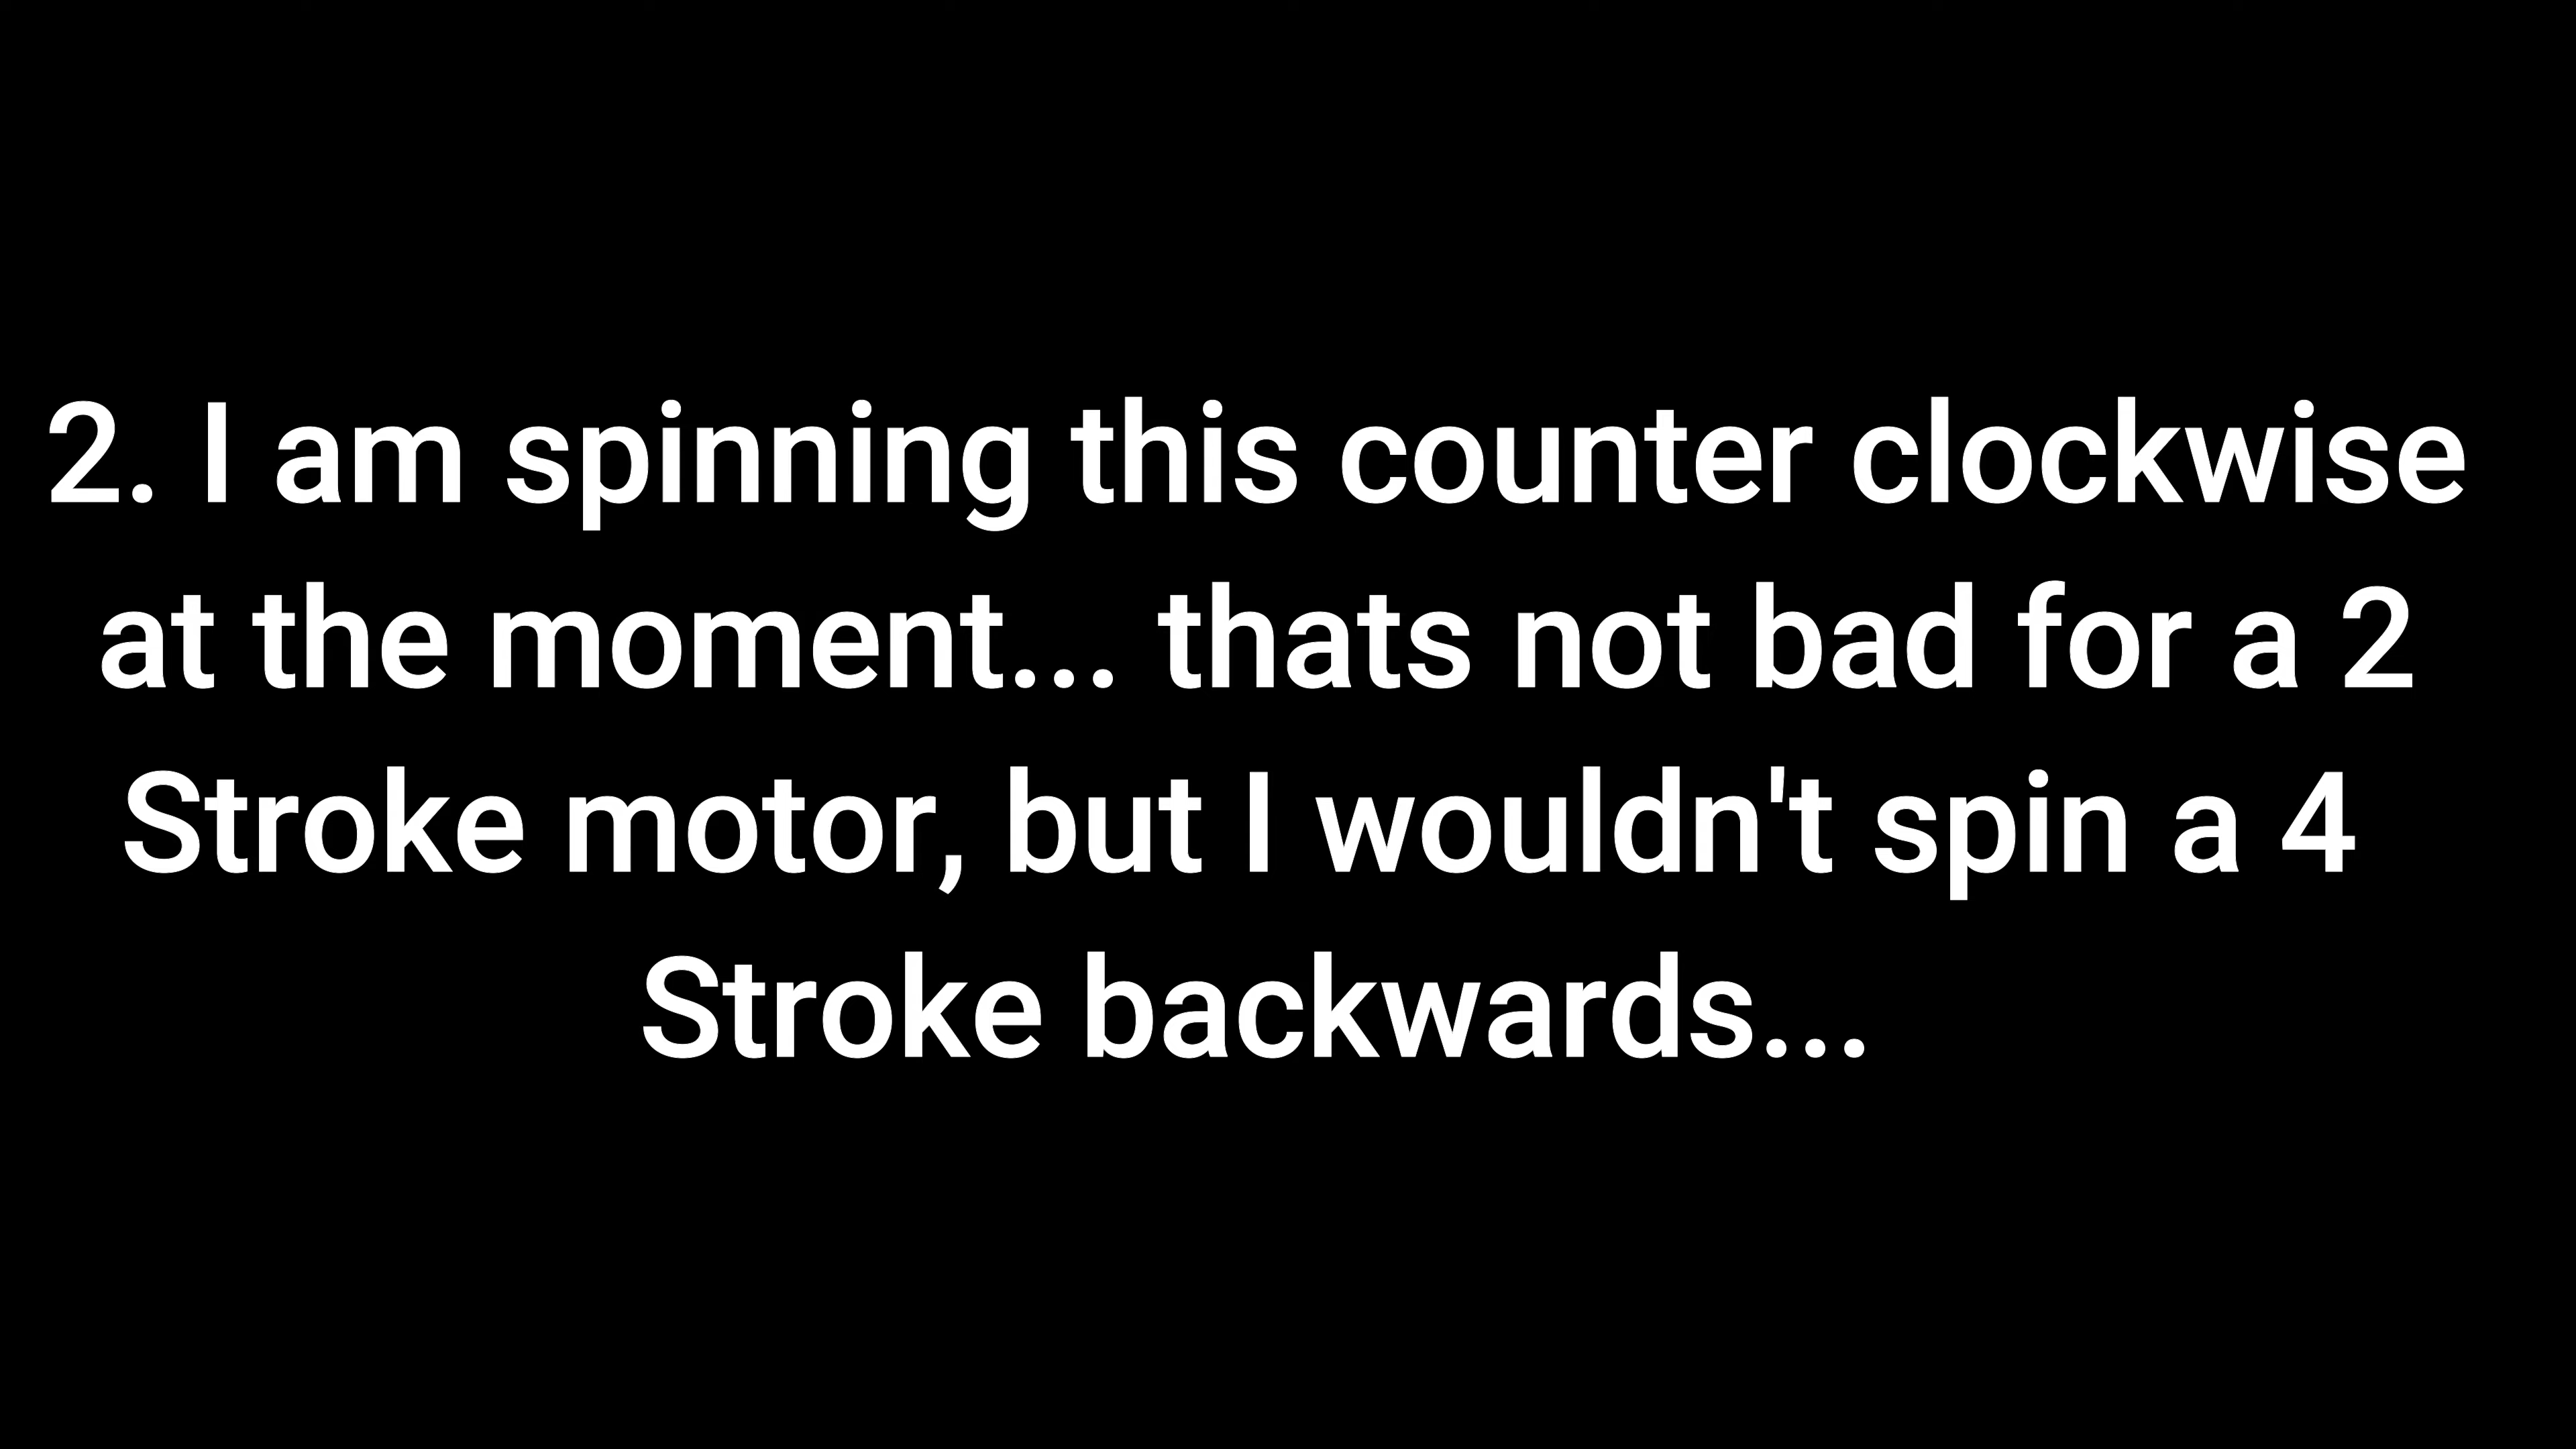 2. I am spinning this counter clockwise
at the moment... thats not bad for a 2
Stroke motor, but I wouldn't spin a 4
Stroke backwards...